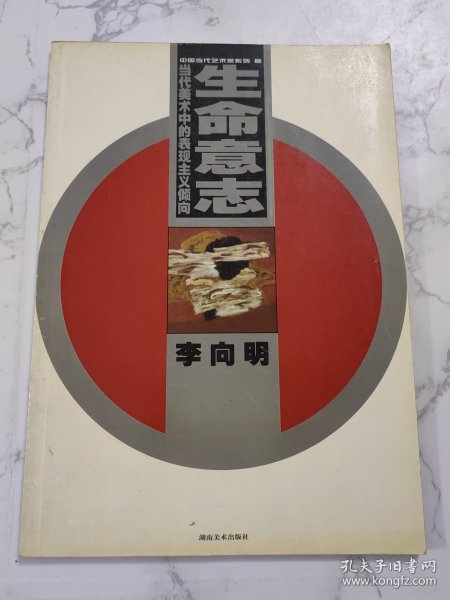 中国当代艺术家系列
生命意志
当代美术中的表现主义倾向
李向明
湖南美术出版社
孔夫子旧书网
www.kongfz.com